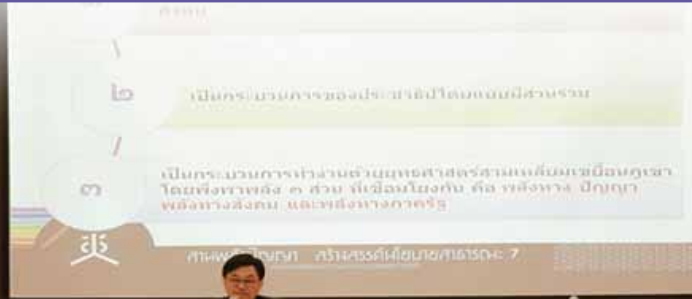 ๒
เป็นกระบวนการของประชาธิปไตยแบบมีส่วนร่วม
๓
เป็นกระบวนการทำงานด้วยยุทธศาสตร์สามเหลี่ยมเขยื้อนภูเขา
โดยพึ่งพาพลัง ๓ ส่วน ที่เชื่อมโยงกัน คือ พลังทาง ปัญญา
พลังทางสังคม และพลังทางภาครัฐ
สานพลังปัญญา สร้างสรรค์นโยบายสาธารณะ 7